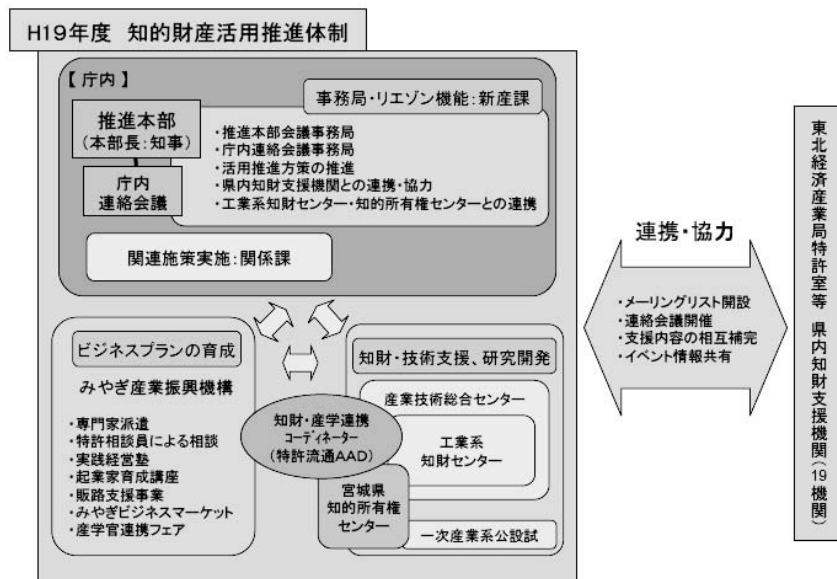 H19年度 知的財産活用推進体制
【 庁内 】
事務局・リエゾン機能:新産課
推進本部
(本部長:知事)
庁内
連絡会議
・推進本部会議事務局
・庁内連絡会議事務局
・活用推進方策の推進
・県内知財支援機関との連携・協力
・工業系知財センター・知的所有権センターとの連携
関連施策実施:関係課
ビジネスプランの育成
みやぎ産業振興機構
・専門家派遣
・特許相談員による相談
・実践経営塾
・起業家育成講座
・販路支援事業
・みやぎビジネスマーケット
・産学官連携フェア
知財・産学連携
コーディネーター
(特許流通AAD)
知財・技術支援、研究開発
産業技術総合センター
工業系
知財センター
宮城県
知的所有権
センター
一次産業系公設試
連携・協力
・メーリングリスト開設
・連絡会議開催
・支援内容の相互補完
・イベント情報共有
東北経済産業局特許室等 県内知財支援機関(19機関)